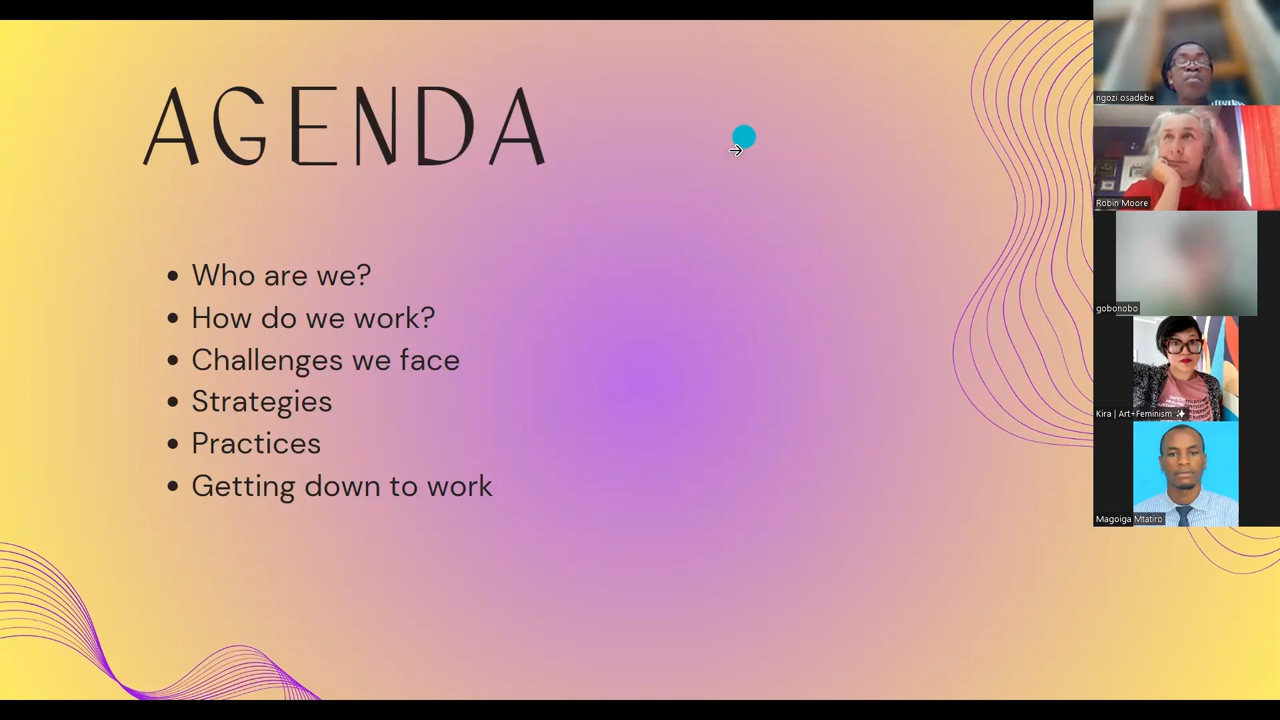 AGENDA
• Who are we?
• How do we work?
• Challenges we face
• Strategies
• Practices
• Getting down to work
ngozi osadebe
Robin Moore
gobonobo
Kira | Art+Feminism ✨
Magoiga Mtatiro